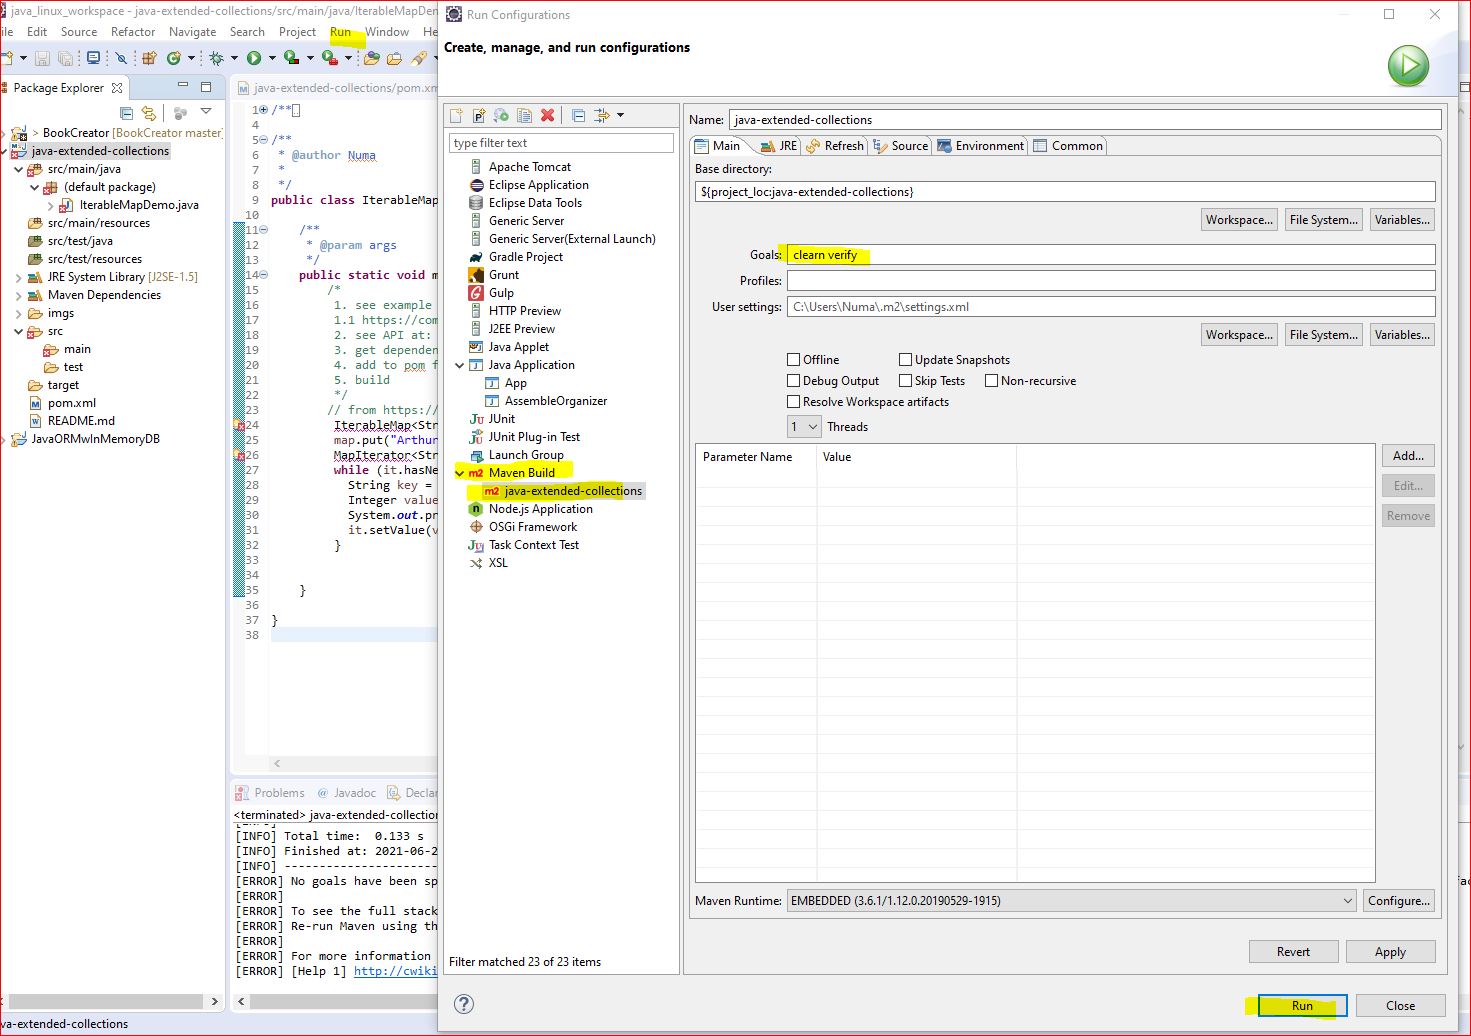 java_linux_workspace - java-extended-collections/src/main/java/IterableMapDem
Run Configurations
ile Edit Source Refactor Navigate Search Project Run Window He
Create, manage, and run configurations
Package Explorer
java-extended-collections/pom.xm
> BookCreator [BookCreator master]
java-extended-collections
src/main/java
(default package)
IterableMapDemo.java
src/main/resources
src/test/java
src/test/resources
JRE System Library [J2SE-1.5]
Maven Dependencies
imgs
src
main
test
target
pom.xml
README.md
JavaORMwInMemoryDB
1 /**
4
5 /**
6 * @author Numa
7 *
8 */
9 public class IterableMap
10
11 /**
12 * @param args
13 */
14 public static void m
15 /*
16 1. see example
17 1.1 https://com
18 2. see API at:
19 3. get depender
20 4. add to pom f
21 5. build
22 */
23 // from https://
24 IterableMap<Str
25 map.put("Arthur
26 MapIterator<Str
27 while (it.hasNe
28 String key =
29 Integer value
30 System.out.pr
31 it.setValue(v
32 }
33
34
35 }
36
37 }
38
Problems @ Javadoc Declar
<terminated> java-extended-collection
[INFO] Total time: 0.133 s
[INFO] Finished at: 2021-06-2
[INFO] ----------------------
[ERROR] No goals have been sp
[ERROR]
[ERROR] To see the full stack
[ERROR] Re-run Maven using th
[ERROR]
[ERROR] For more information
[ERROR] [Help 1] http://cwiki
va-extended-collections
type filter text
Apache Tomcat
Eclipse Application
Eclipse Data Tools
Generic Server
Generic Server(External Launch)
Gradle Project
Grunt
Gulp
HTTP Preview
J2EE Preview
Java Applet
Java Application
App
AssembleOrganizer
JUnit
JUnit Plug-in Test
Launch Group
m2 Maven Build
m2 java-extended-collections
Node.js Application
OSGi Framework
Task Context Test
XSL
Filter matched 23 of 23 items
Name: java-extended-collections
Main JRE Refresh Source Environment Common
Base directory:
${project_loc:java-extended-collections}
Workspace... File System... Variables...
Goals: clearn verify
Profiles:
User settings: C:\Users\Numa\.m2\settings.xml
Workspace... File System... Variables...
Offline Update Snapshots
Debug Output Skip Tests Non-recursive
Resolve Workspace artifacts
1 Threads
Parameter Name Value
Add...
Edit...
Remove
Maven Runtime: EMBEDDED (3.6.1/1.12.0.20190529-1915) Configure...
Revert Apply
Run Close